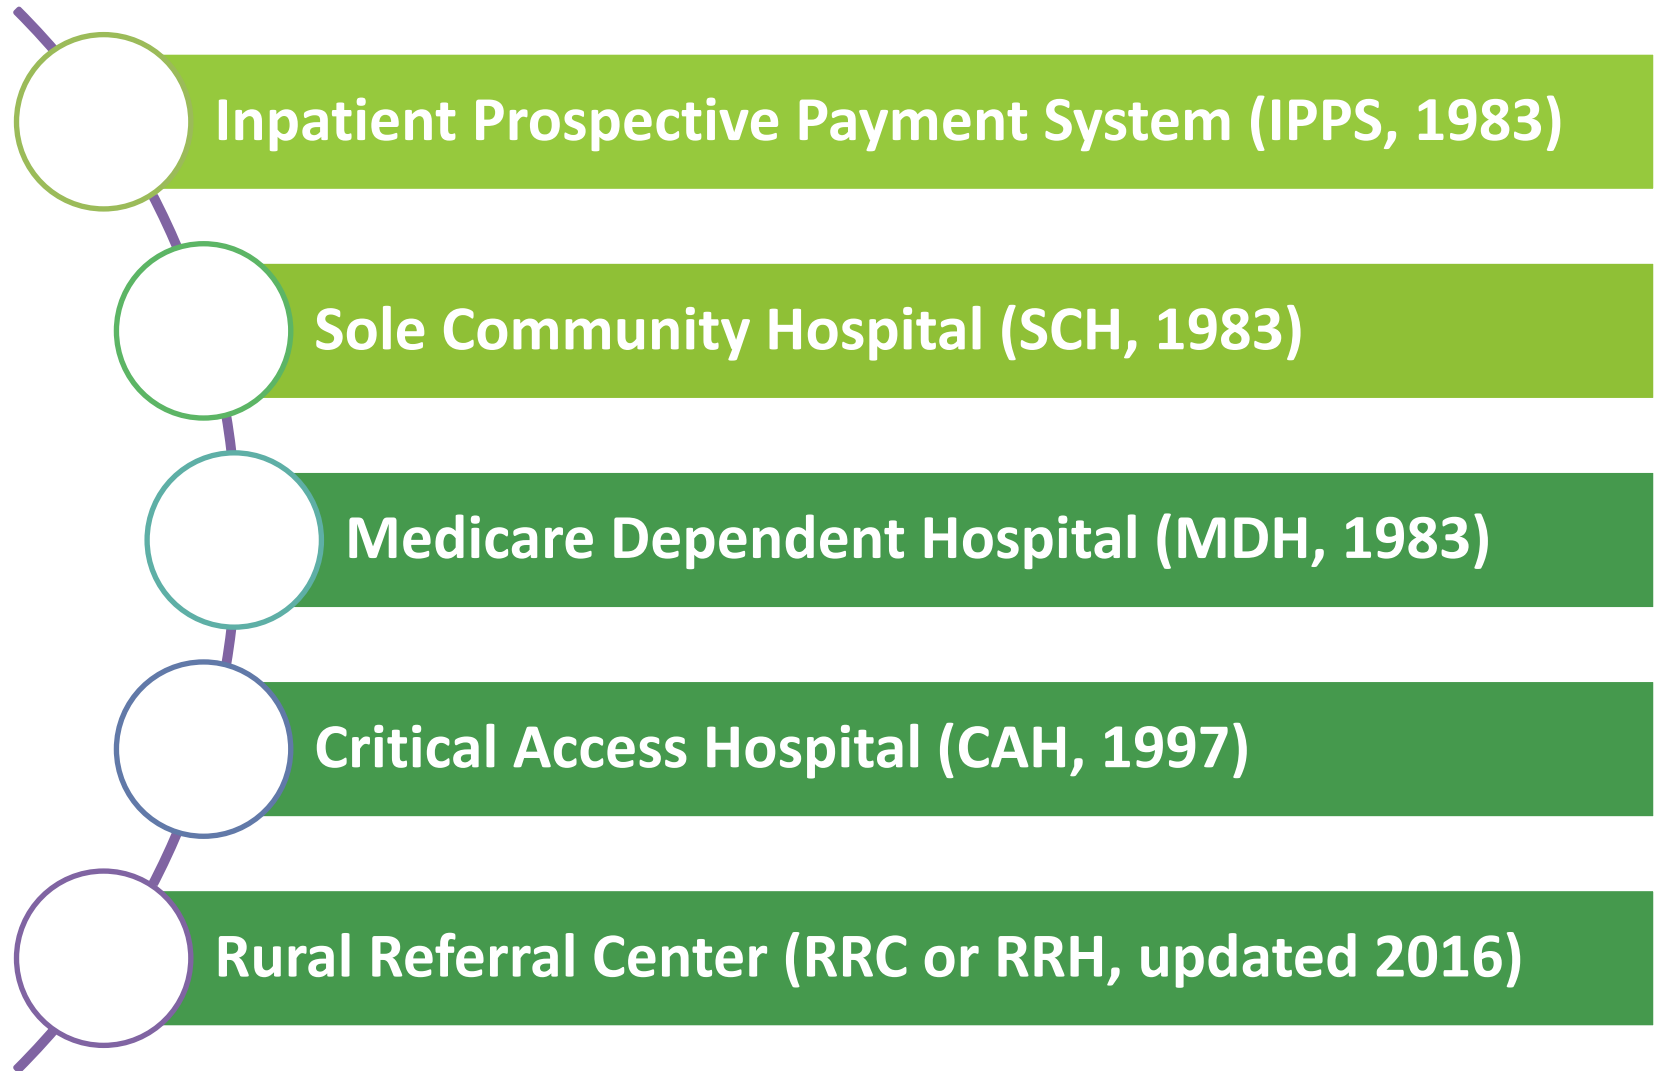 Inpatient Prospective Payment System (IPPS, 1983)
Sole Community Hospital (SCH, 1983)
Medicare Dependent Hospital (MDH, 1983)
Critical Access Hospital (CAH, 1997)
Rural Referral Center (RRC or RRH, updated 2016)